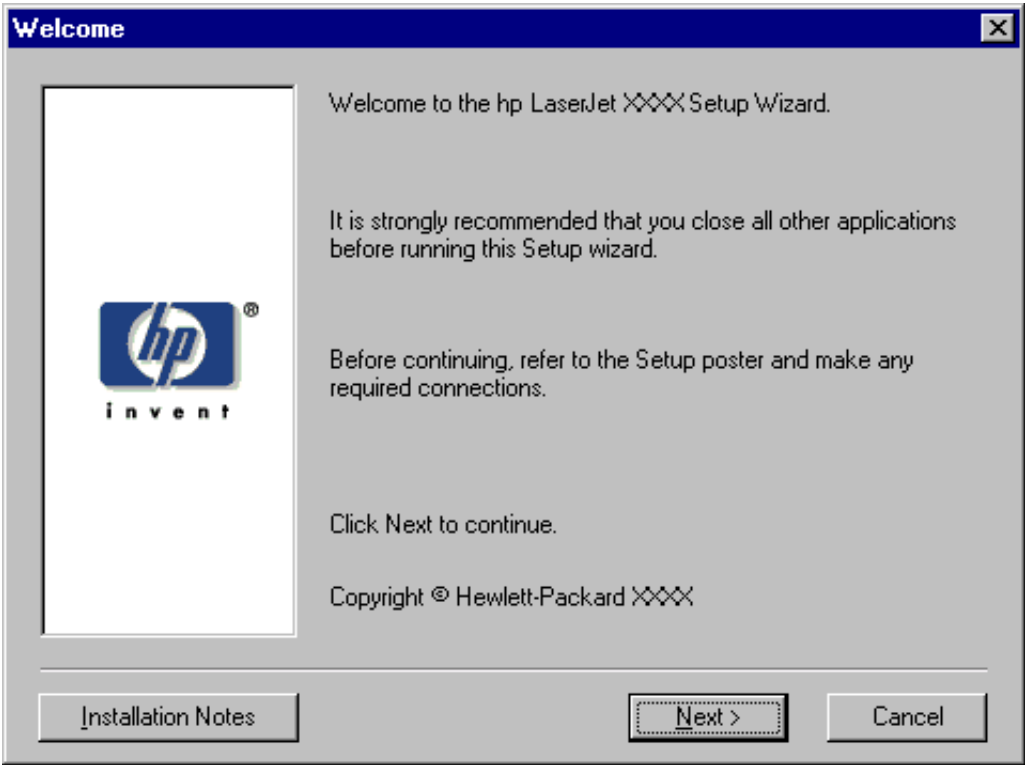 Welcome
Welcome to the hp LaserJet XXXX Setup Wizard.
It is strongly recommended that you close all other applications
before running this Setup wizard.
hp ®
invent
Before continuing, refer to the Setup poster and make any
required connections.
Click Next to continue.
Copyright © Hewlett-Packard XXXX
Installation Notes
Next >
Cancel